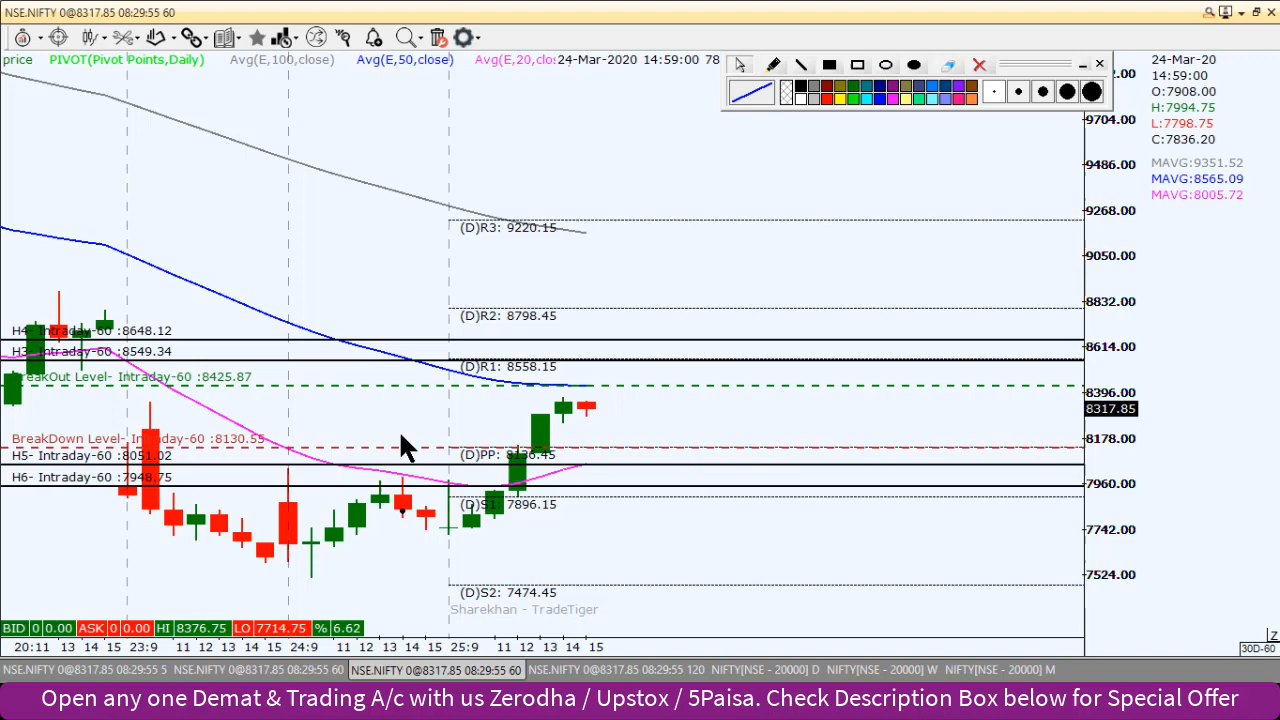 NSE.NIFTY 0@8317.85 08:29:55 60
price PIVOT(Pivot Points,Daily) Avg(E,100,close) Avg(E,50,close) Avg(E,20,clo: 24-Mar-2020 14:59:00 78
24-Mar-20
14:59:00
O:7908.00
H:7994.75
L:7798.75
C:7836.20
MAVG:9351.52
MAVG:8565.09
MAVG:8005.72
9704.00
9486.00
9268.00
9050.00
8832.00
8614.00
8396.00
8317.85
8178.00
7960.00
7742.00
7524.00
(D)R3: 9220.15
(D)R2: 8798.45
H4- Intraday-60 :8648.12
H3- Intraday-60 :8549.34
(D)R1: 8558.15
BreakOut Level- Intraday-60 :8425.87
BreakDown Level- Intraday-60 :8130.55
(D)PP: 8136.45
H5- Intraday-60 :8051.02
H6- Intraday-60 :7948.75
(D)S1: 7896.15
(D)S2: 7474.45
Sharekhan - TradeTiger
BID 0 0.00 ASK 0 0.00 HI 8376.75 LO 7714.75 % 6.62
20:11 13 14 15 23:9 11 12 13 14 15 24:9 11 12 13 14 15 25:9 11 12 13 14 15
Z
30D-60
NSE.NIFTY 0@8317.85 08:29:55 5 NSE.NIFTY 0@8317.85 08:29:55 60 NSE.NIFTY 0@8317.85 08:29:55 60 NSE.NIFTY 0@8317.85 08:29:55 120 NIFTY[NSE - 20000] D NIFTY[NSE - 20000] W NIFTY[NSE - 20000] M
Open any one Demat & Trading A/c with us Zerodha / Upstox / 5Paisa. Check Description Box below for Special Offer